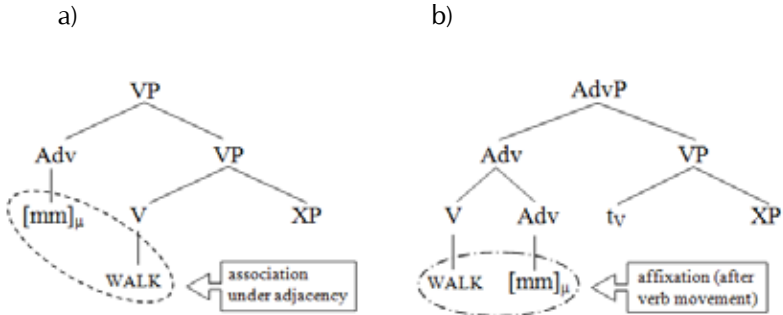 a) b)
VP AdvP
Adv VP Adv VP
[mm]μ V XP V Adv tV XP
WALK association under adjacency WALK [mm]μ affixation (after verb movement)